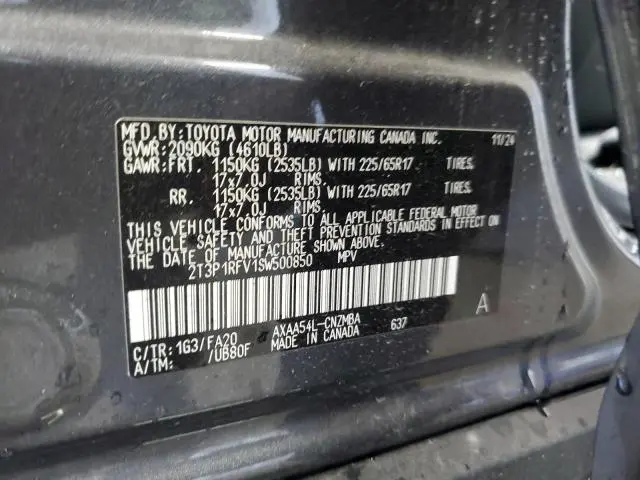 MFD.BY:TOYOTA MOTOR MANUFACTURING CANADA INC. 11/24
GVWR:2090KG (4610LB)
GAWR:FRT. 1150KG (2535LB) WITH 225/65R17 TIRES.
17x7.0J RIMS.
RR. 1150KG (2535LB) WITH 225/65R17 TIRES.
17x7.0J RIMS.
THIS VEHICLE CONFORMS TO ALL APPLICABLE FEDERAL MOTOR
VEHICLE SAFETY AND THEFT PREVENTION STANDARDS IN EFFECT ON
THE DATE OF MANUFACTURE SHOWN ABOVE.
2T3P1RFV1SW500850 MPV
A
C/TR:1G3/FA20 AXAA54L-CNZMBA 637
A/TM: /UB80F MADE IN CANADA